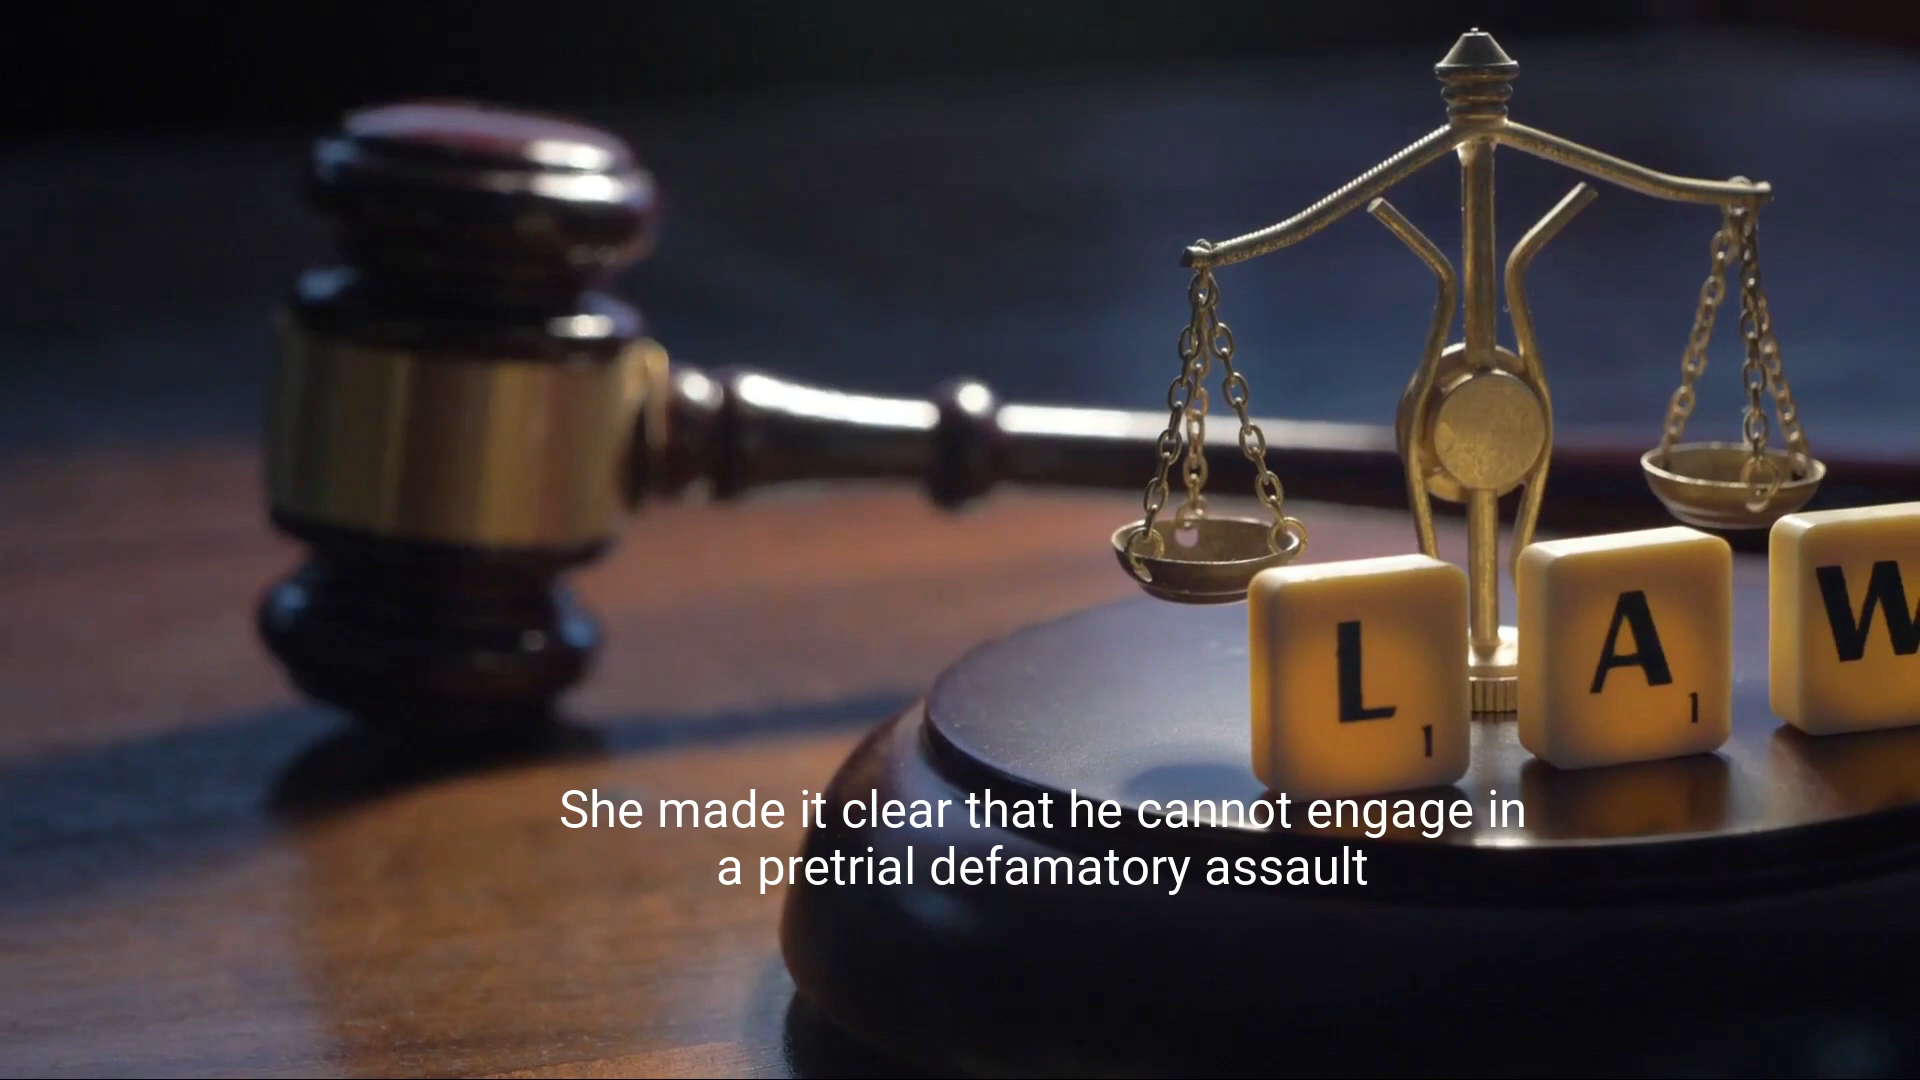 L 1 A 1 W
She made it clear that he cannot engage in
a pretrial defamatory assault